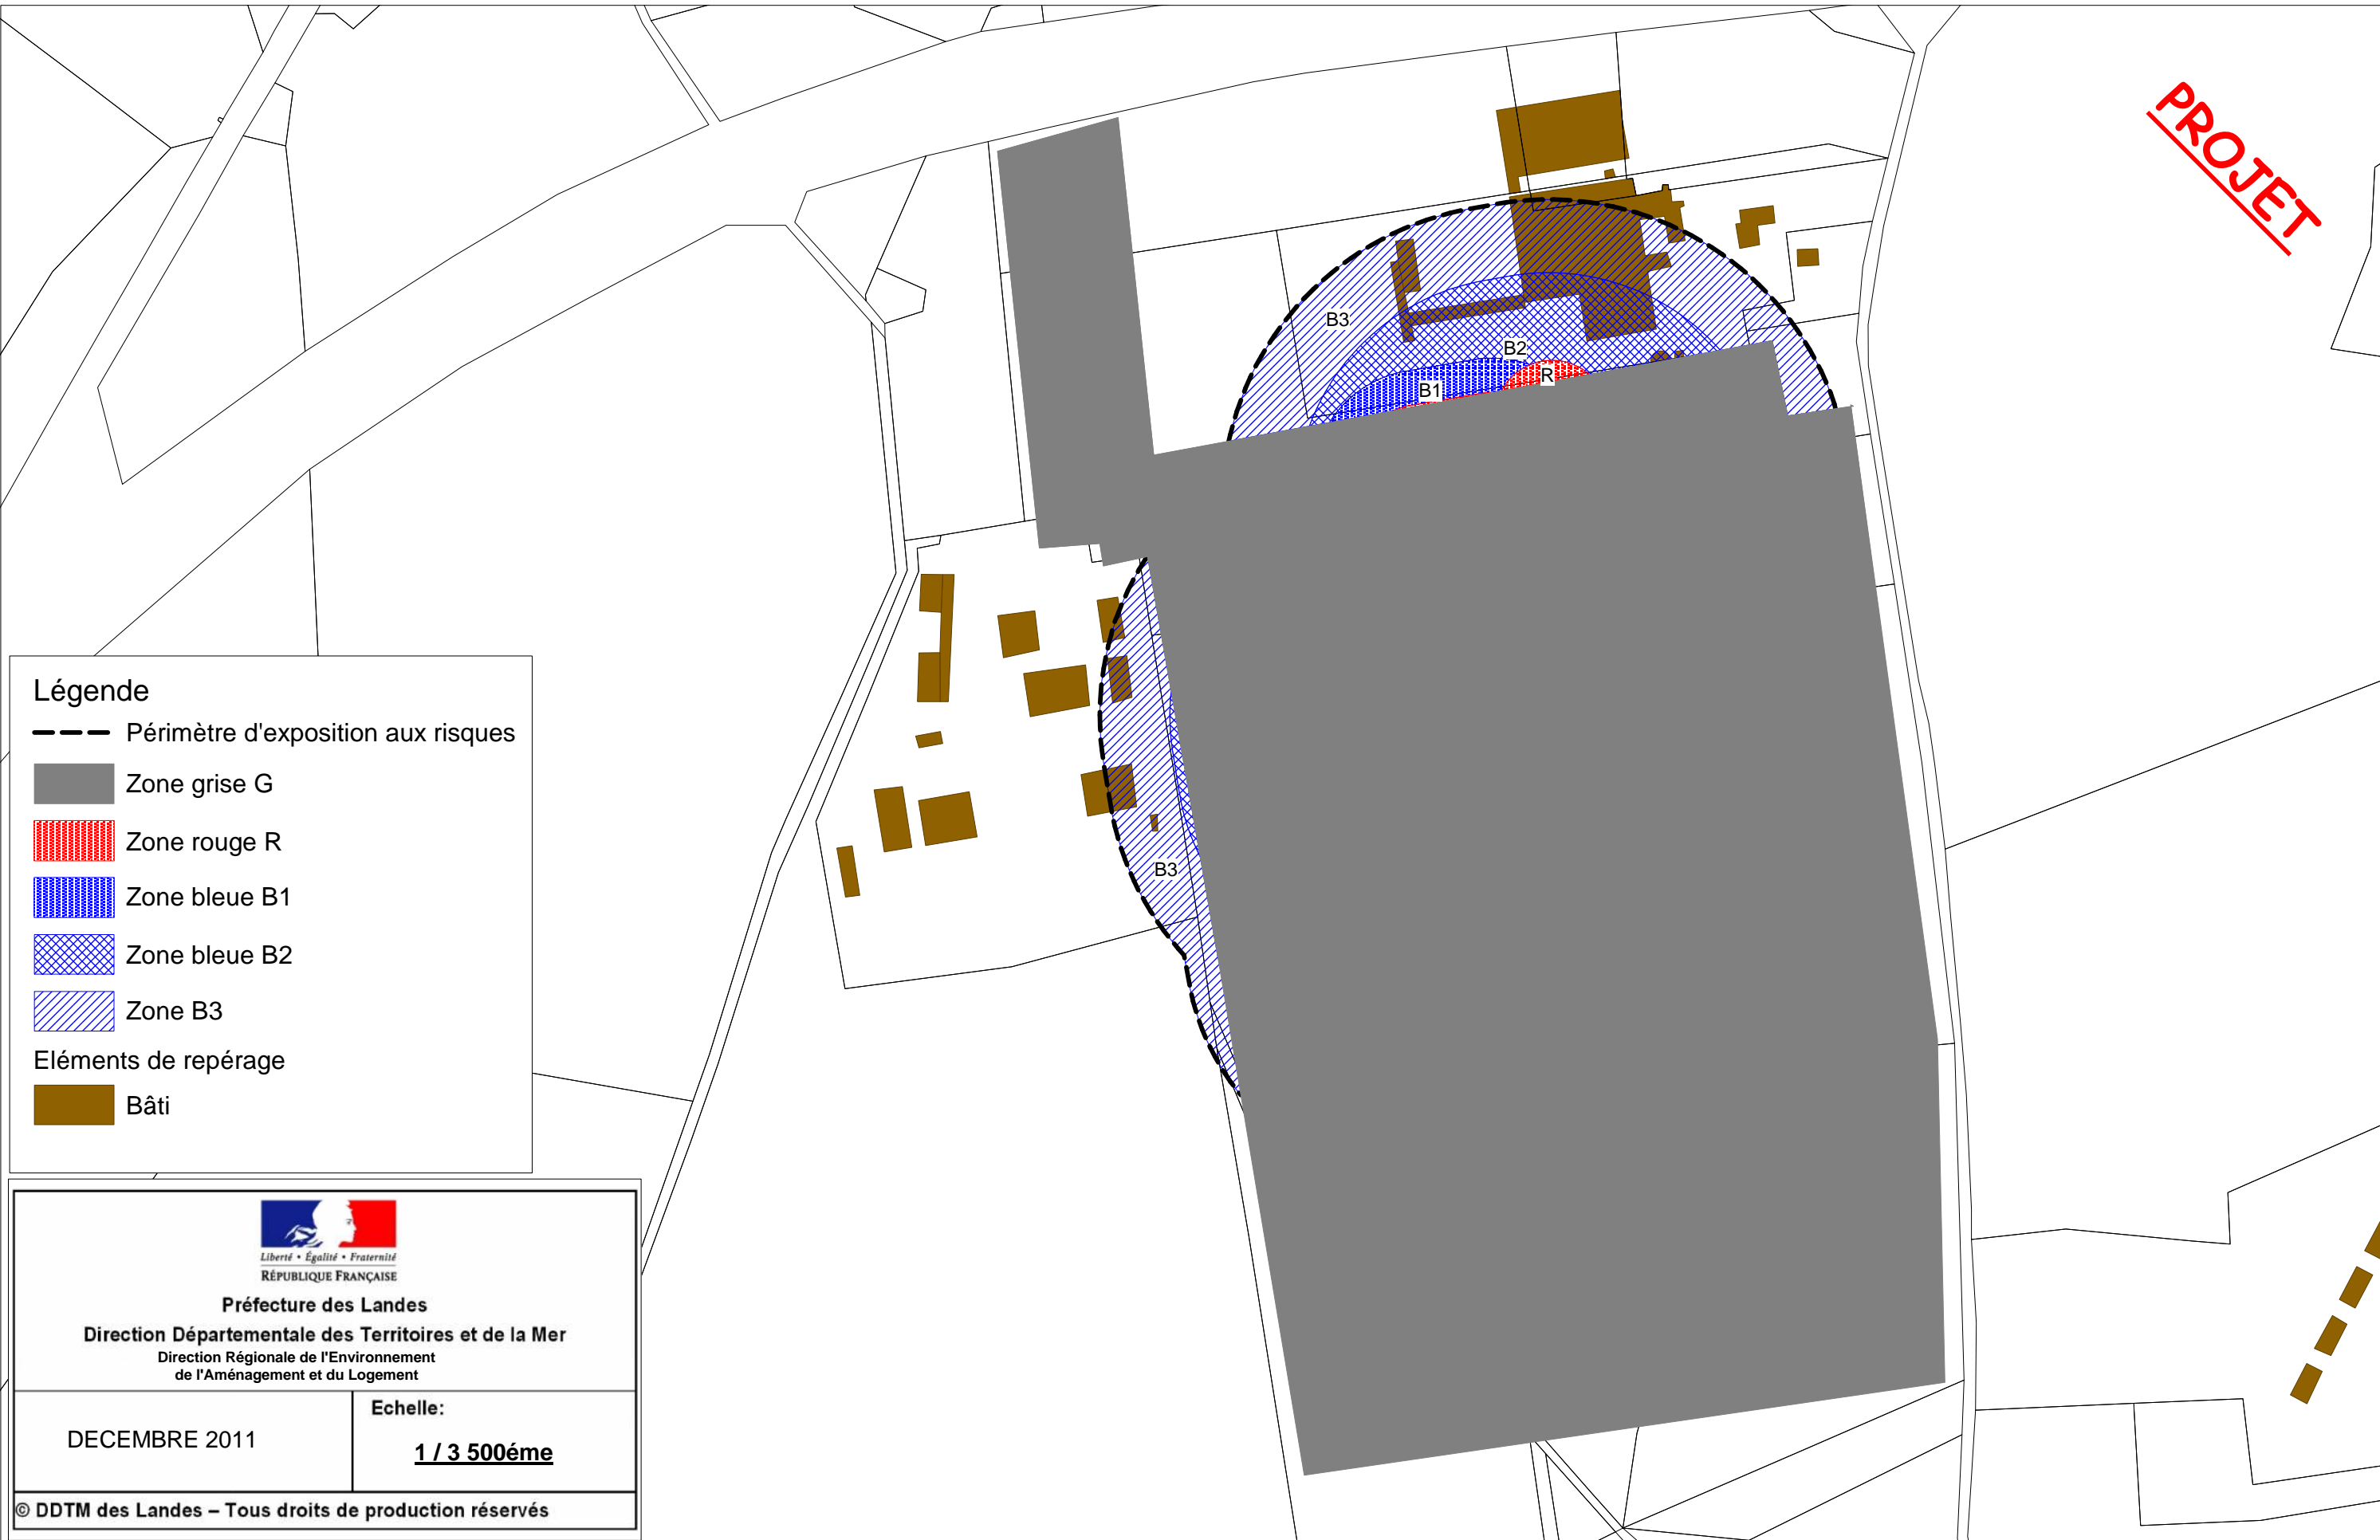 PROJET
B3
B2
R
B1
B3
Légende
Périmètre d'exposition aux risques
Zone grise G
Zone rouge R
Zone bleue B1
Zone bleue B2
Zone B3
Eléments de repérage
Bâti
Liberté • Égalité • Fraternité
RÉPUBLIQUE FRANÇAISE
Préfecture des Landes
Direction Départementale des Territoires et de la Mer
Direction Régionale de l'Environnement
de l'Aménagement et du Logement
DECEMBRE 2011
Echelle:
1 / 3 500éme
© DDTM des Landes – Tous droits de production réservés